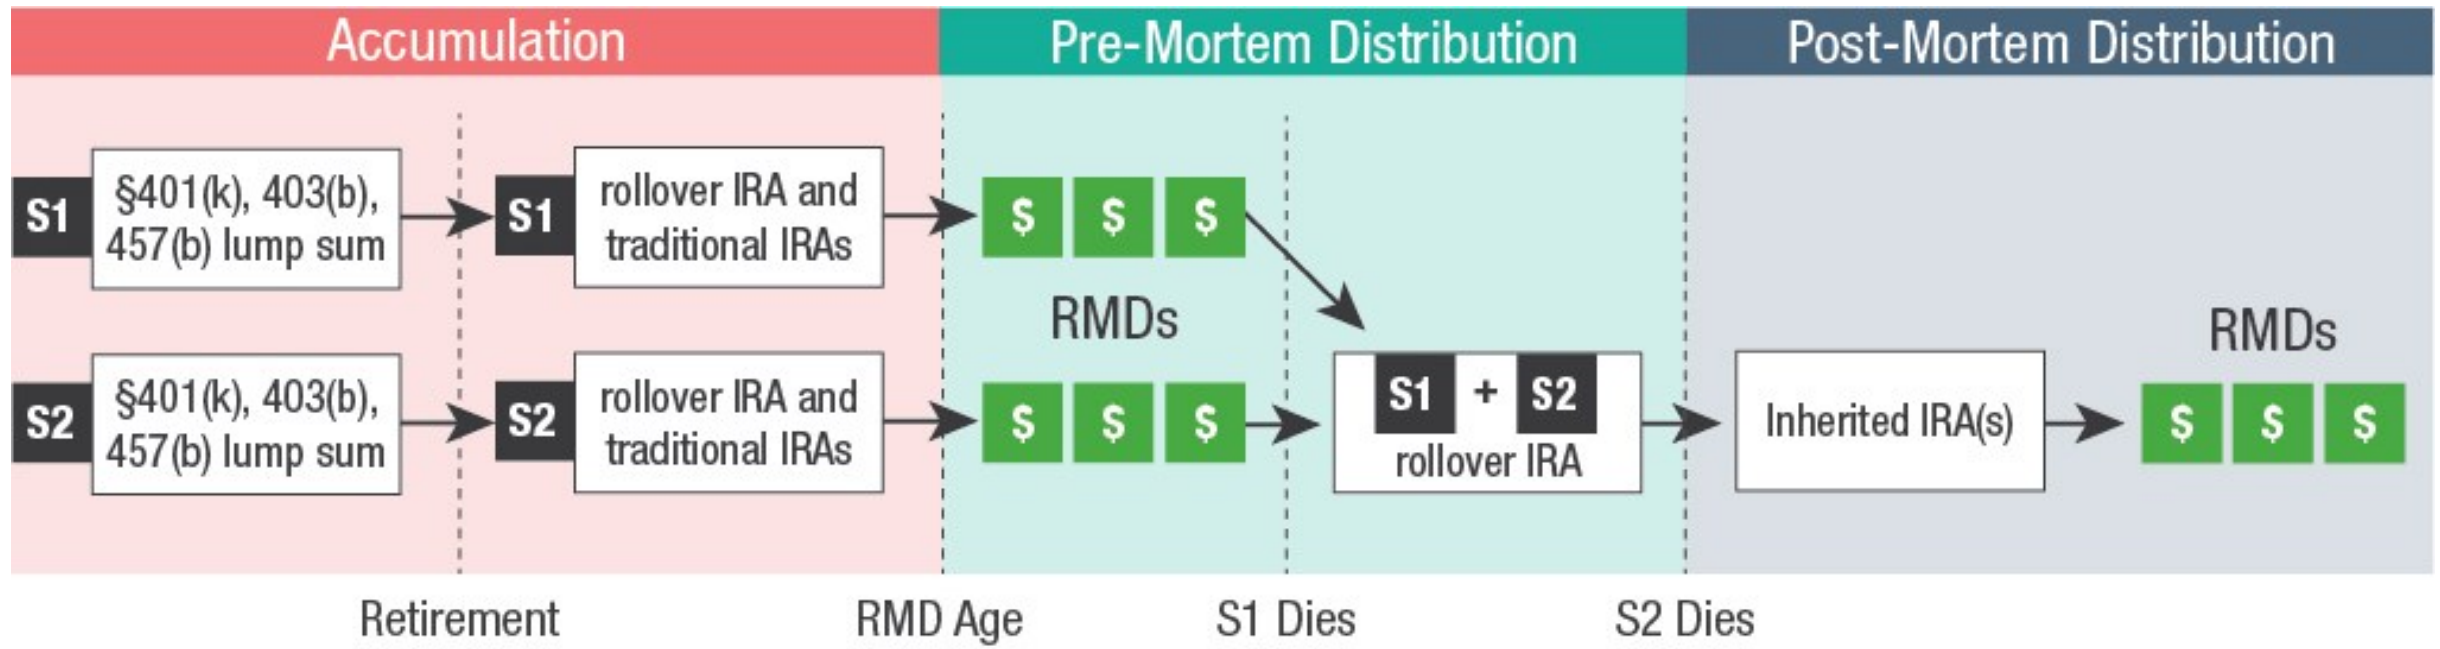 Accumulation
Pre-Mortem Distribution
Post-Mortem Distribution
S1
§401(k), 403(b),
457(b) lump sum
S1
rollover IRA and
traditional IRAs
$ $ $
RMDs
S2
§401(k), 403(b),
457(b) lump sum
S2
rollover IRA and
traditional IRAs
$ $ $
S1 + S2
rollover IRA
Inherited IRA(s)
RMDs
$ $ $
Retirement
RMD Age
S1 Dies
S2 Dies